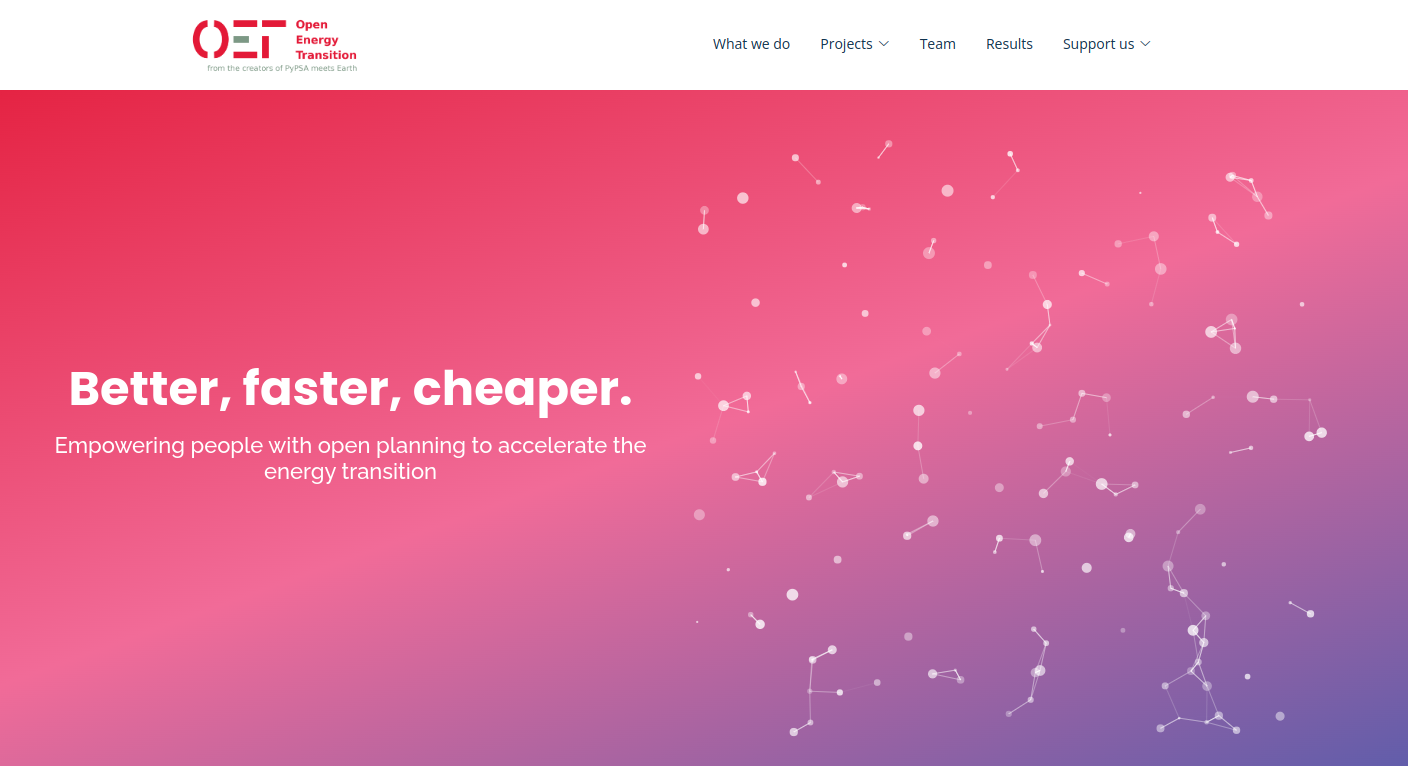 OET
Open
Energy
Transition
from the creators of PyPSA meets Earth
What we do
Projects
Team
Results
Support us
Better, faster, cheaper.
Empowering people with open planning to accelerate the
energy transition